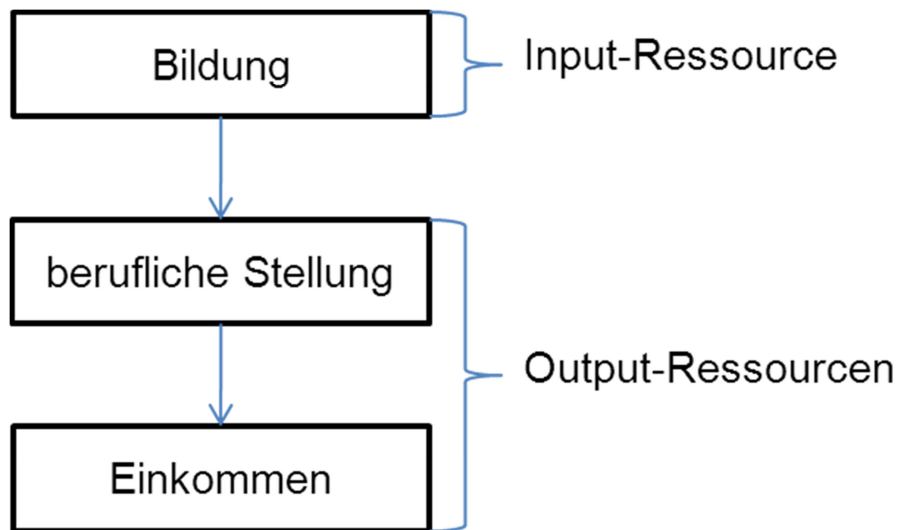 Bildung
Input-Ressource
berufliche Stellung
Output-Ressourcen
Einkommen